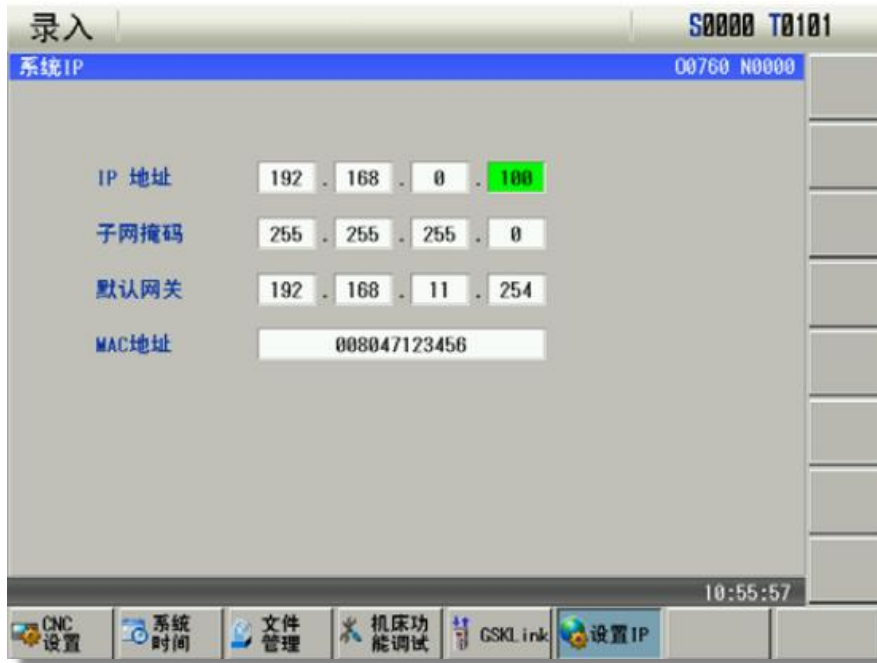 录入 S0000 T0101
系统IP O0760 N0000
IP 地址 192 . 168 . 0 . 100
子网掩码 255 . 255 . 255 . 0
默认网关 192 . 168 . 11 . 254
MAC地址 008047123456
10:55:57
CNC设置 系统时间 文件管理 机床功能调试 GSKLink 设置IP